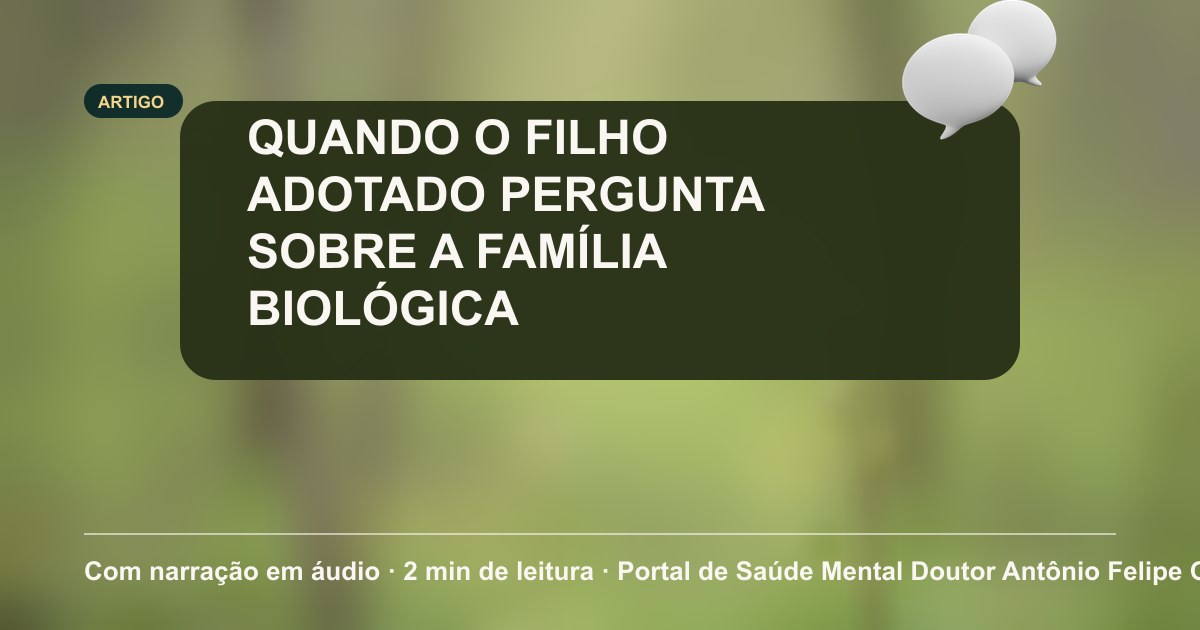 ARTIGO
QUANDO O FILHO
ADOTADO PERGUNTA
SOBRE A FAMÍLIA
BIOLÓGICA
Com narração em áudio · 2 min de leitura · Portal de Saúde Mental Doutor Antônio Felipe